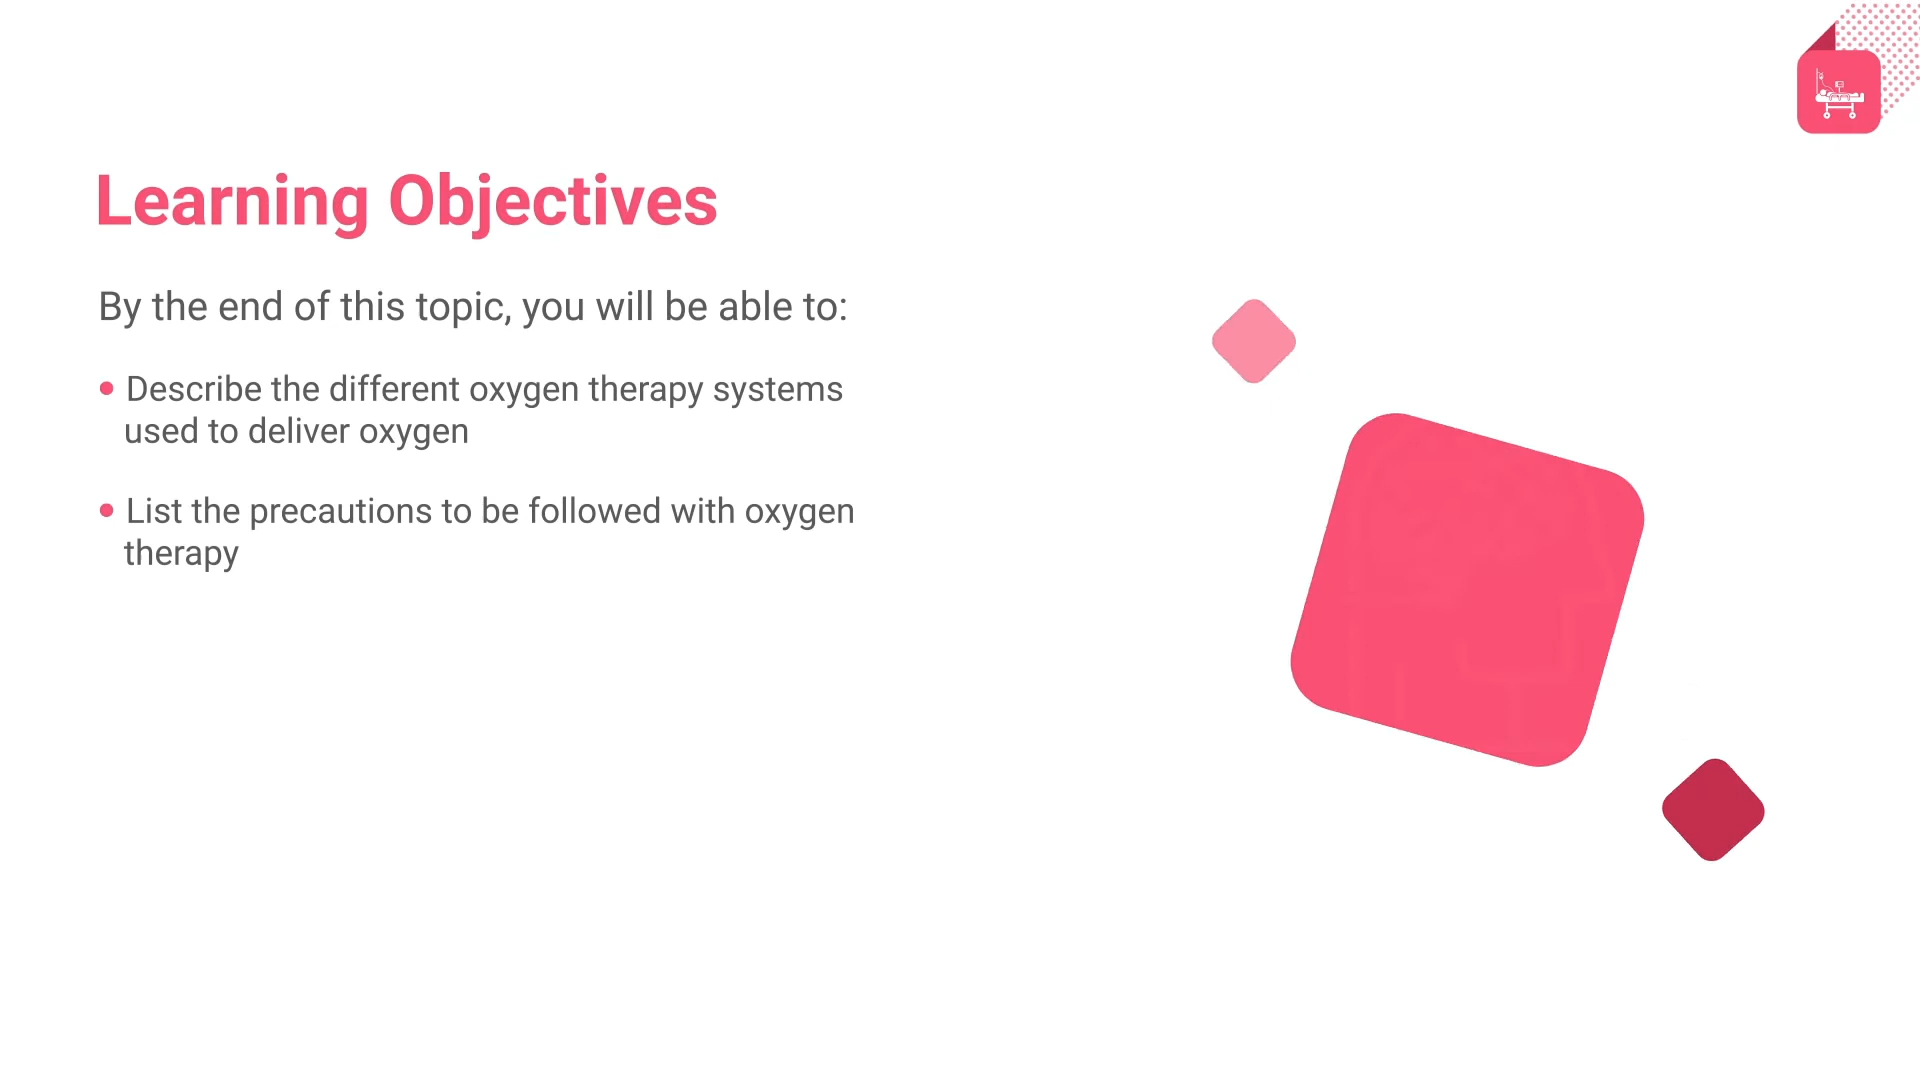 Learning Objectives
By the end of this topic, you will be able to:
• Describe the different oxygen therapy systems
used to deliver oxygen
• List the precautions to be followed with oxygen
therapy